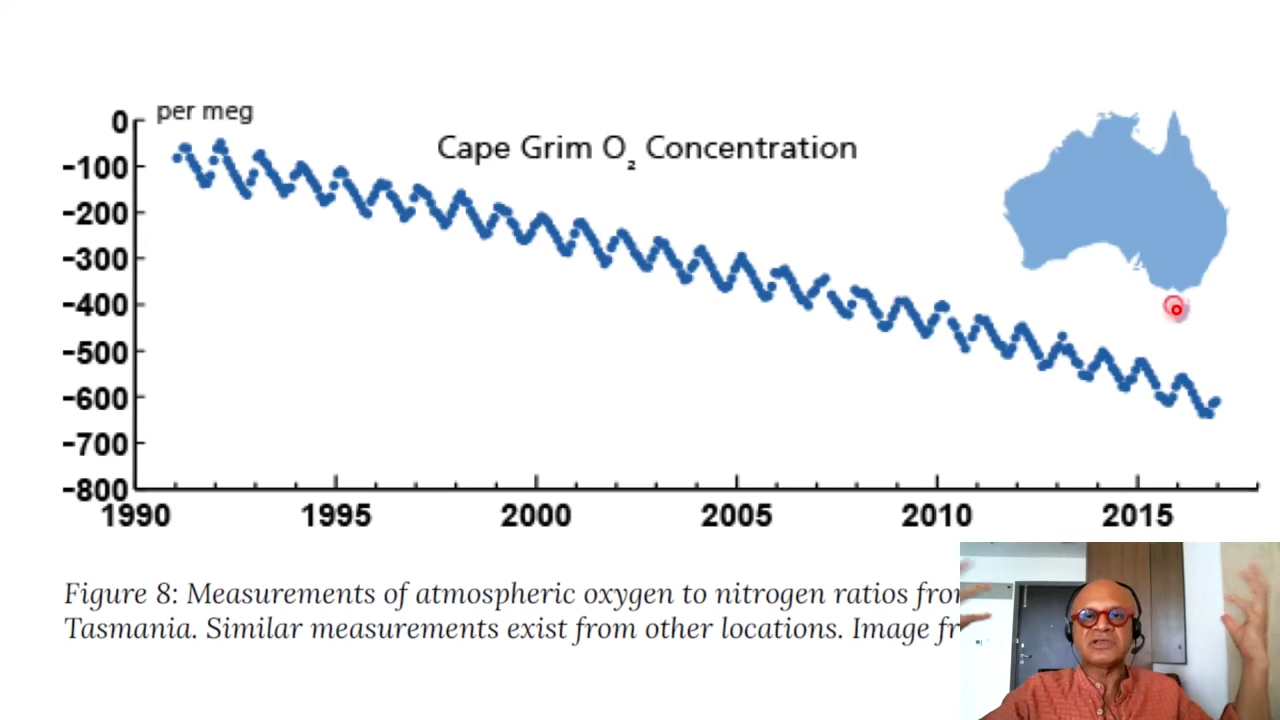 per meg
Cape Grim O₂ Concentration
0
−100
−200
−300
−400
−500
−600
−700
−800
1990 1995 2000 2005 2010 2015
Figure 8: Measurements of atmospheric oxygen to nitrogen ratios
Tasmania. Similar measurements exist from other locations. Image